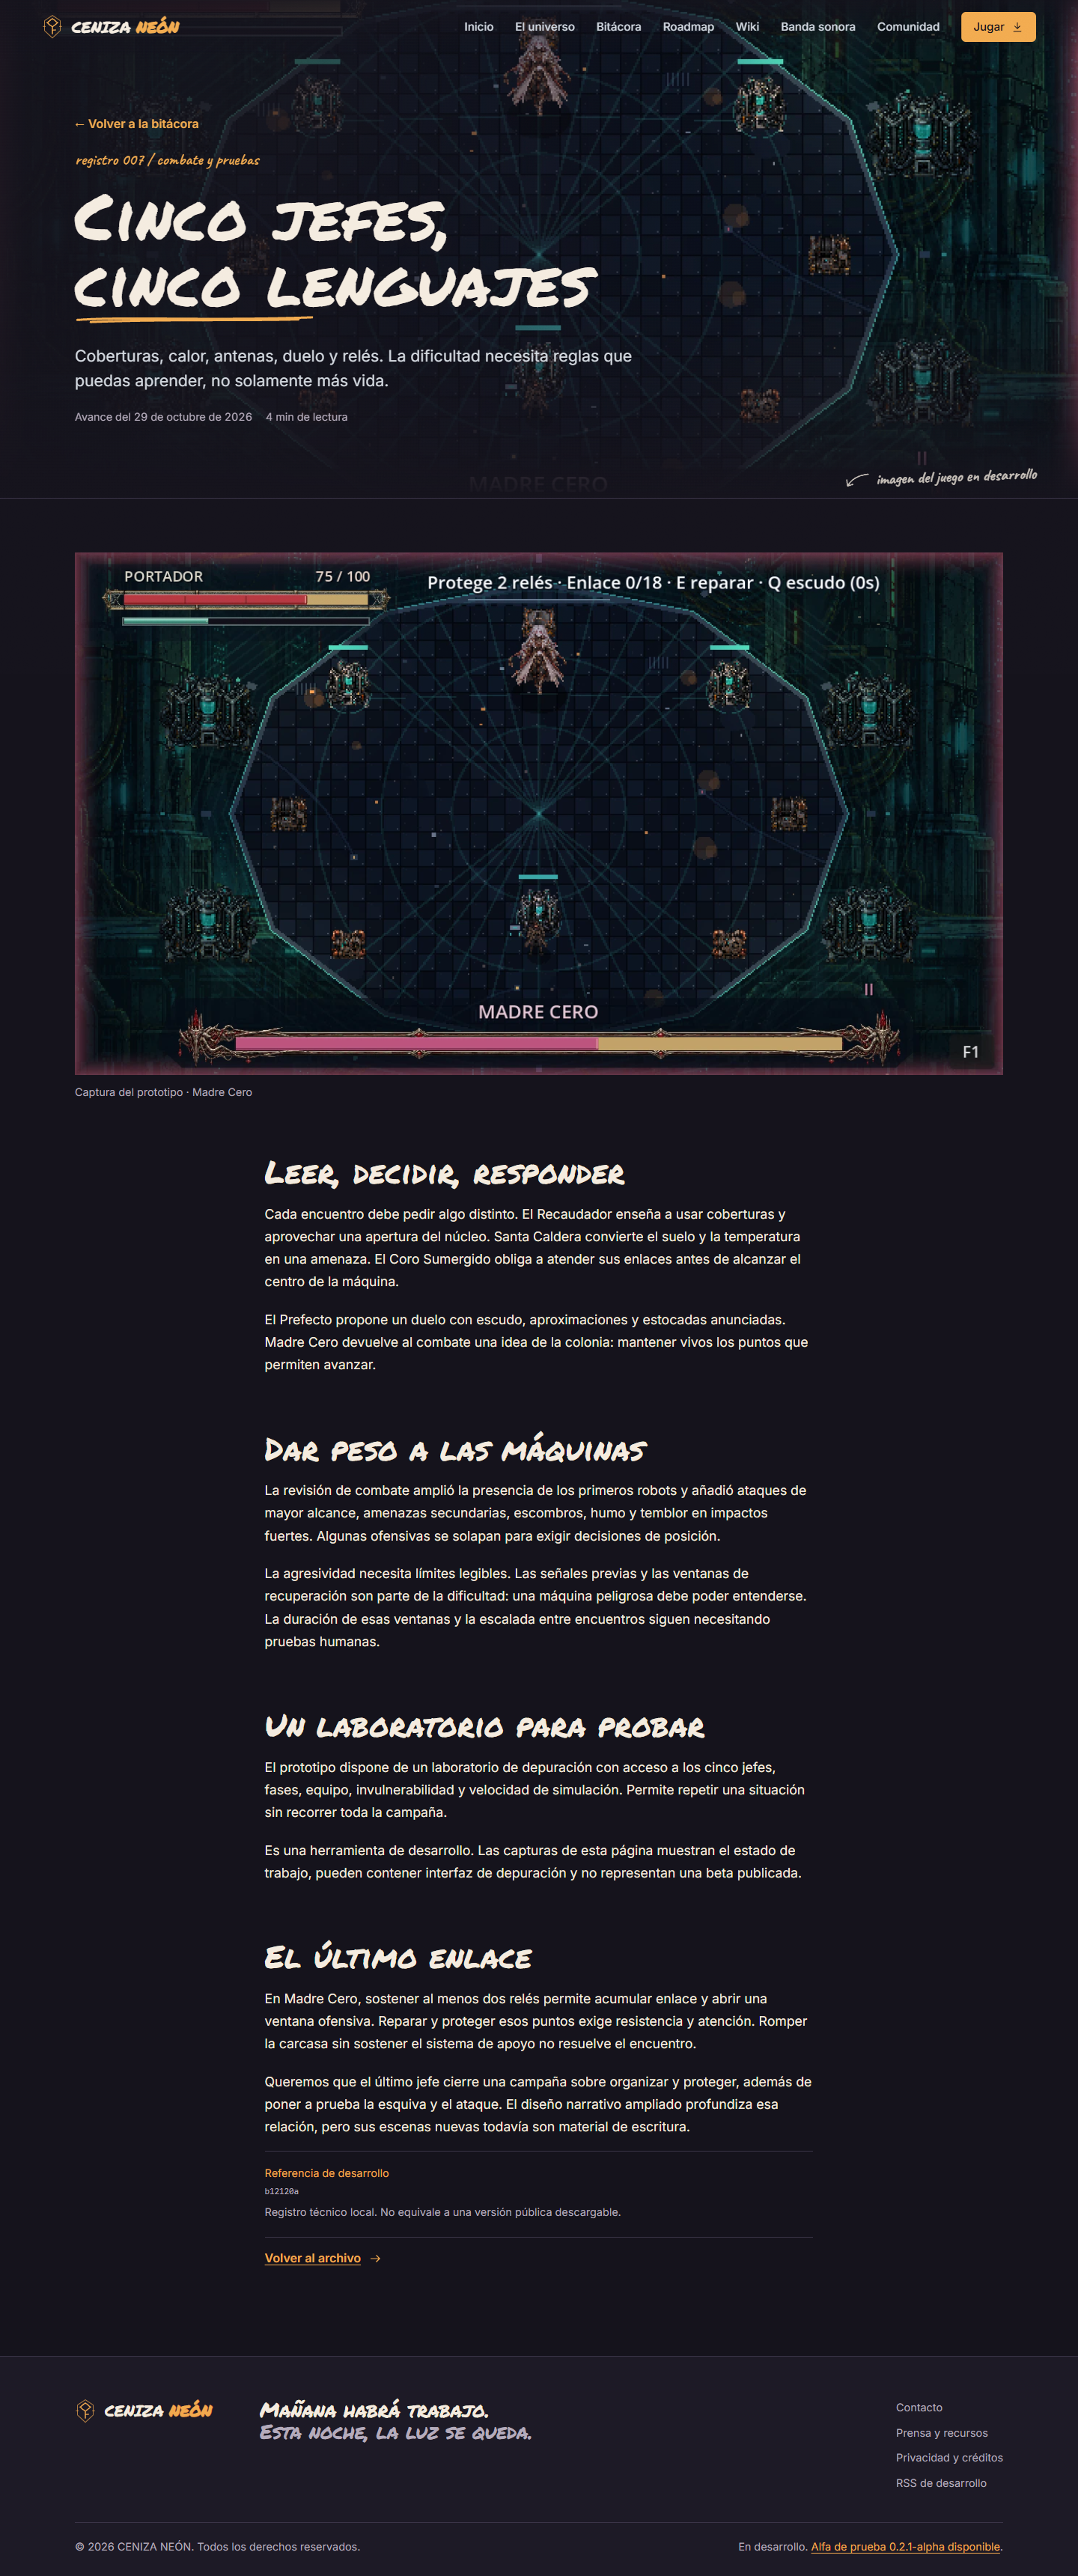 CENIZA NEÓN
Inicio El universo Bitácora Roadmap Wiki Banda sonora Comunidad Jugar
← Volver a la bitácora
registro 007 / combate y pruebas
Cinco jefes,
cinco lenguajes
Coberturas, calor, antenas, duelo y relés. La dificultad necesita reglas que
puedas aprender, no solamente más vida.
Avance del 29 de octubre de 2026 4 min de lectura
MADRE CERO
imagen del juego en desarrollo
PORTADOR 75 / 100
Protege 2 relés · Enlace 0/18 · E reparar · Q escudo (0s)
MADRE CERO
F1
Captura del prototipo · Madre Cero
Leer, decidir, responder
Cada encuentro debe pedir algo distinto. El Recaudador enseña a usar coberturas y
aprovechar una apertura del núcleo. Santa Caldera convierte el suelo y la temperatura
en una amenaza. El Coro Sumergido obliga a atender sus enlaces antes de alcanzar el
centro de la máquina.
El Prefecto propone un duelo con escudo, aproximaciones y estocadas anunciadas.
Madre Cero devuelve al combate una idea de la colonia: mantener vivos los puntos que
permiten avanzar.
Dar peso a las máquinas
La revisión de combate amplió la presencia de los primeros robots y añadió ataques de
mayor alcance, amenazas secundarias, escombros, humo y temblor en impactos
fuertes. Algunas ofensivas se solapan para exigir decisiones de posición.
La agresividad necesita límites legibles. Las señales previas y las ventanas de
recuperación son parte de la dificultad: una máquina peligrosa debe poder entenderse.
La duración de esas ventanas y la escalada entre encuentros siguen necesitando
pruebas humanas.
Un laboratorio para probar
El prototipo dispone de un laboratorio de depuración con acceso a los cinco jefes,
fases, equipo, invulnerabilidad y velocidad de simulación. Permite repetir una situación
sin recorrer toda la campaña.
Es una herramienta de desarrollo. Las capturas de esta página muestran el estado de
trabajo, pueden contener interfaz de depuración y no representan una beta publicada.
El último enlace
En Madre Cero, sostener al menos dos relés permite acumular enlace y abrir una
ventana ofensiva. Reparar y proteger esos puntos exige resistencia y atención. Romper
la carcasa sin sostener el sistema de apoyo no resuelve el encuentro.
Queremos que el último jefe cierre una campaña sobre organizar y proteger, además de
poner a prueba la esquiva y el ataque. El diseño narrativo ampliado profundiza esa
relación, pero sus escenas nuevas todavía son material de escritura.
Referencia de desarrollo
b12120a
Registro técnico local. No equivale a una versión pública descargable.
Volver al archivo →
CENIZA NEÓN
Mañana habrá trabajo.
Esta noche, la luz se queda.
Contacto
Prensa y recursos
Privacidad y créditos
RSS de desarrollo
© 2026 CENIZA NEÓN. Todos los derechos reservados.
En desarrollo. Alfa de prueba 0.2.1-alpha disponible.